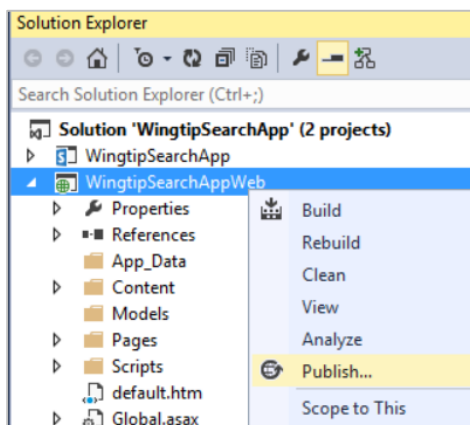 Solution Explorer
Search Solution Explorer (Ctrl+;)
Solution 'WingtipSearchApp' (2 projects)
WingtipSearchApp
WingtipSearchAppWeb
Properties
References
App_Data
Content
Models
Pages
Scripts
default.htm
Global.asax
Build
Rebuild
Clean
View
Analyze
Publish...
Scope to This